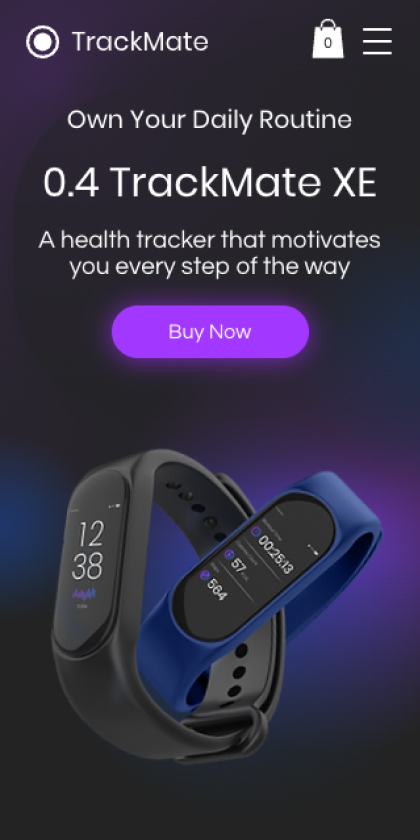 TrackMate
0
Own Your Daily Routine
0.4 TrackMate XE
A health tracker that motivates
you every step of the way
Buy Now
12
38
00:25:13
57
564